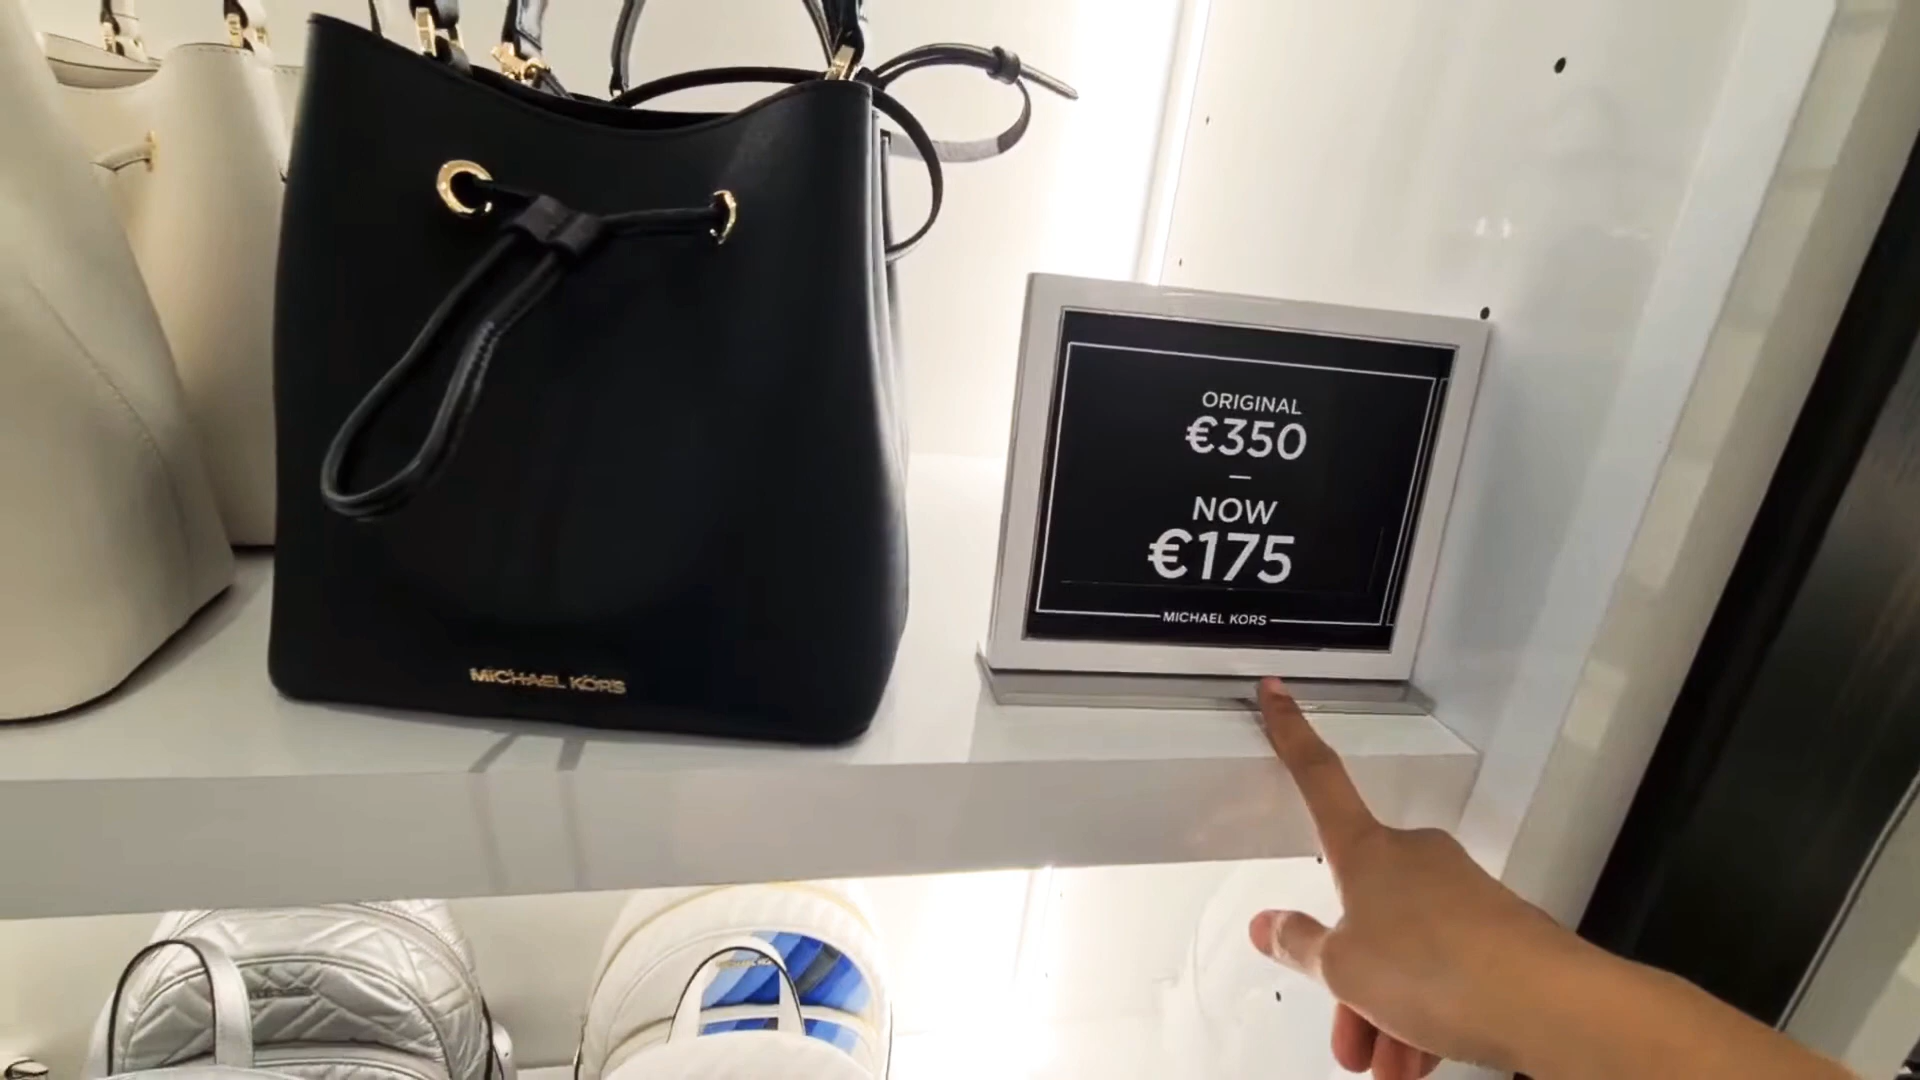 ORIGINAL
€350
NOW
€175
MICHAEL KORS
MICHAEL KORS